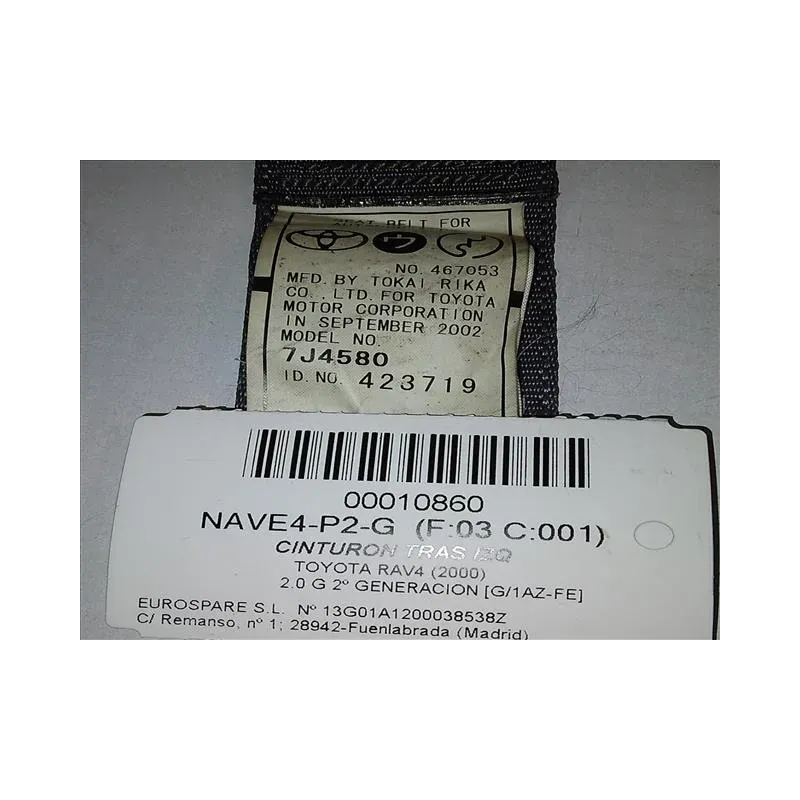 BELT FOR
NO. 467053
MFD. BY TOKAI RIKA
CO., LTD. FOR TOYOTA
MOTOR CORPORATION
IN SEPTEMBER 2002
MODEL NO.
7J4580
ID. NO. 423719
00010860
NAVE4-P2-G (F:03 C:001)
CINTURON TRAS IZQ
TOYOTA RAV4 (2000)
2.0 G 2º GENERACION [G/1AZ-FE]
EUROSPARE S.L. Nº 13G01A1200038538Z
C/ Remanso, nº 1; 28942-Fuenlabrada (Madrid)